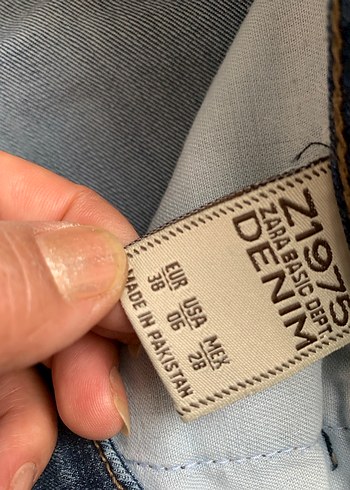 Z1975
ZARA BASIC DEPT
DENIM
EUR USA MEX
38 06 28
MADE IN PAKISTAN